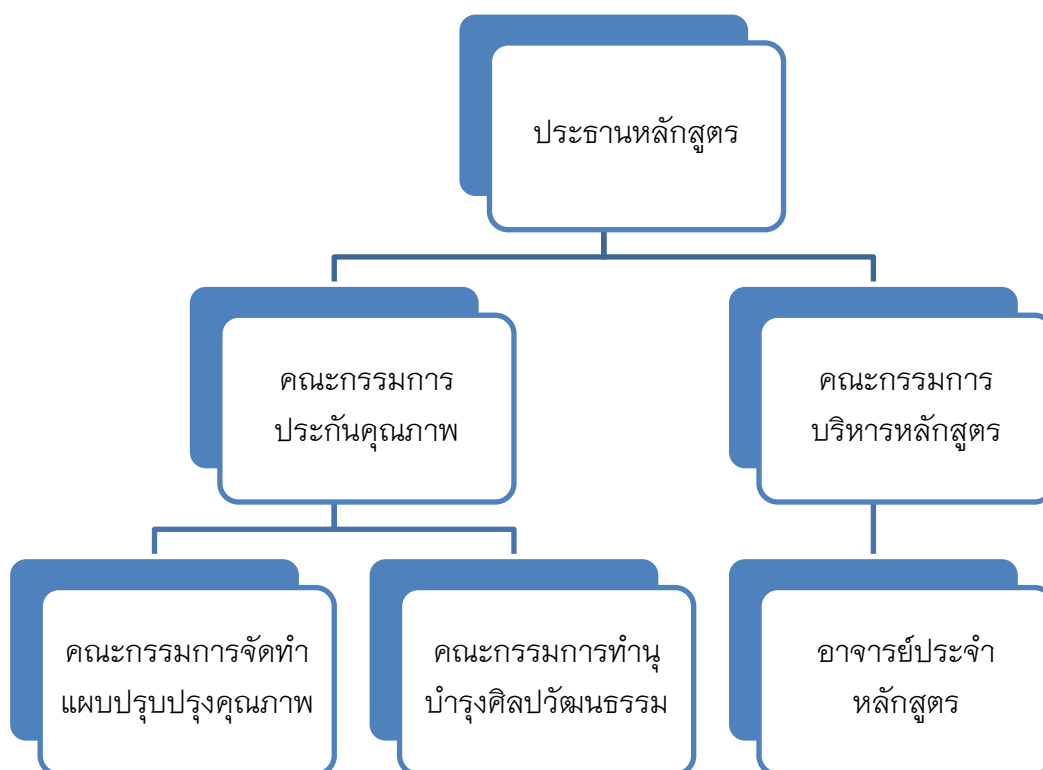 ประธานหลักสูตร
คณะกรรมการ
ประกันคุณภาพ
คณะกรรมการ
บริหารหลักสูตร
คณะกรรมการจัดทำ
แผบปรุบปรุงคุณภาพ
คณะกรรมการทำนุ
บำรุงศิลปวัฒนธรรม
อาจารย์ประจำ
หลักสูตร